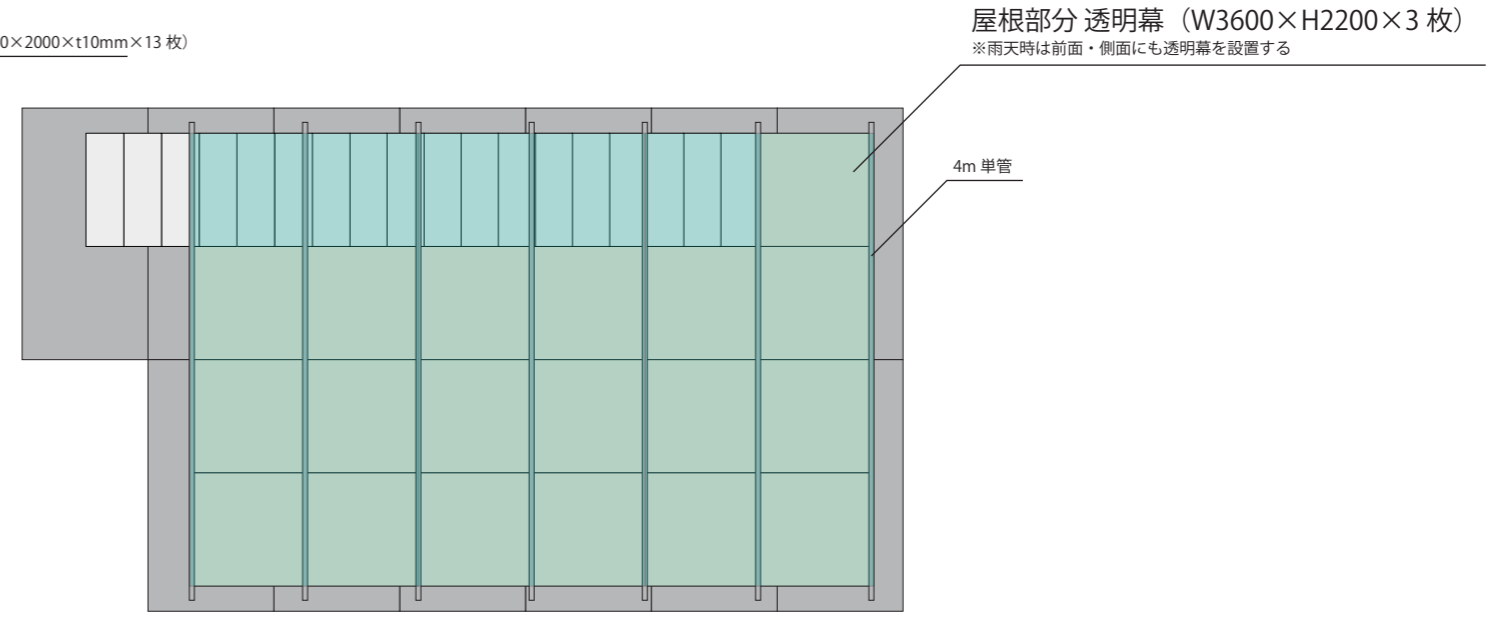 屋根部分 透明幕（W3600×H2200×3 枚）
※雨天時は前面・側面にも透明幕を設置する
0×2000×t10mm×13 枚）
4m 単管